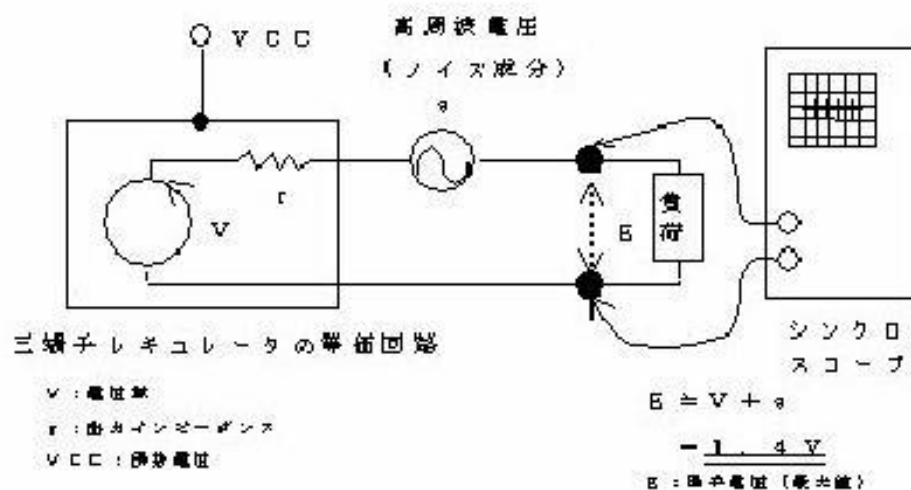 VCC
高周波電圧
(ノイズ成分)
e
r
V
E
負荷
三端子レギュレータの等価回路
シンクロ
スコープ
V:電圧源
r:出力インピーダンス
VCC:供給電圧
E≒V+e
1.4V
E:端子電圧(最大値)